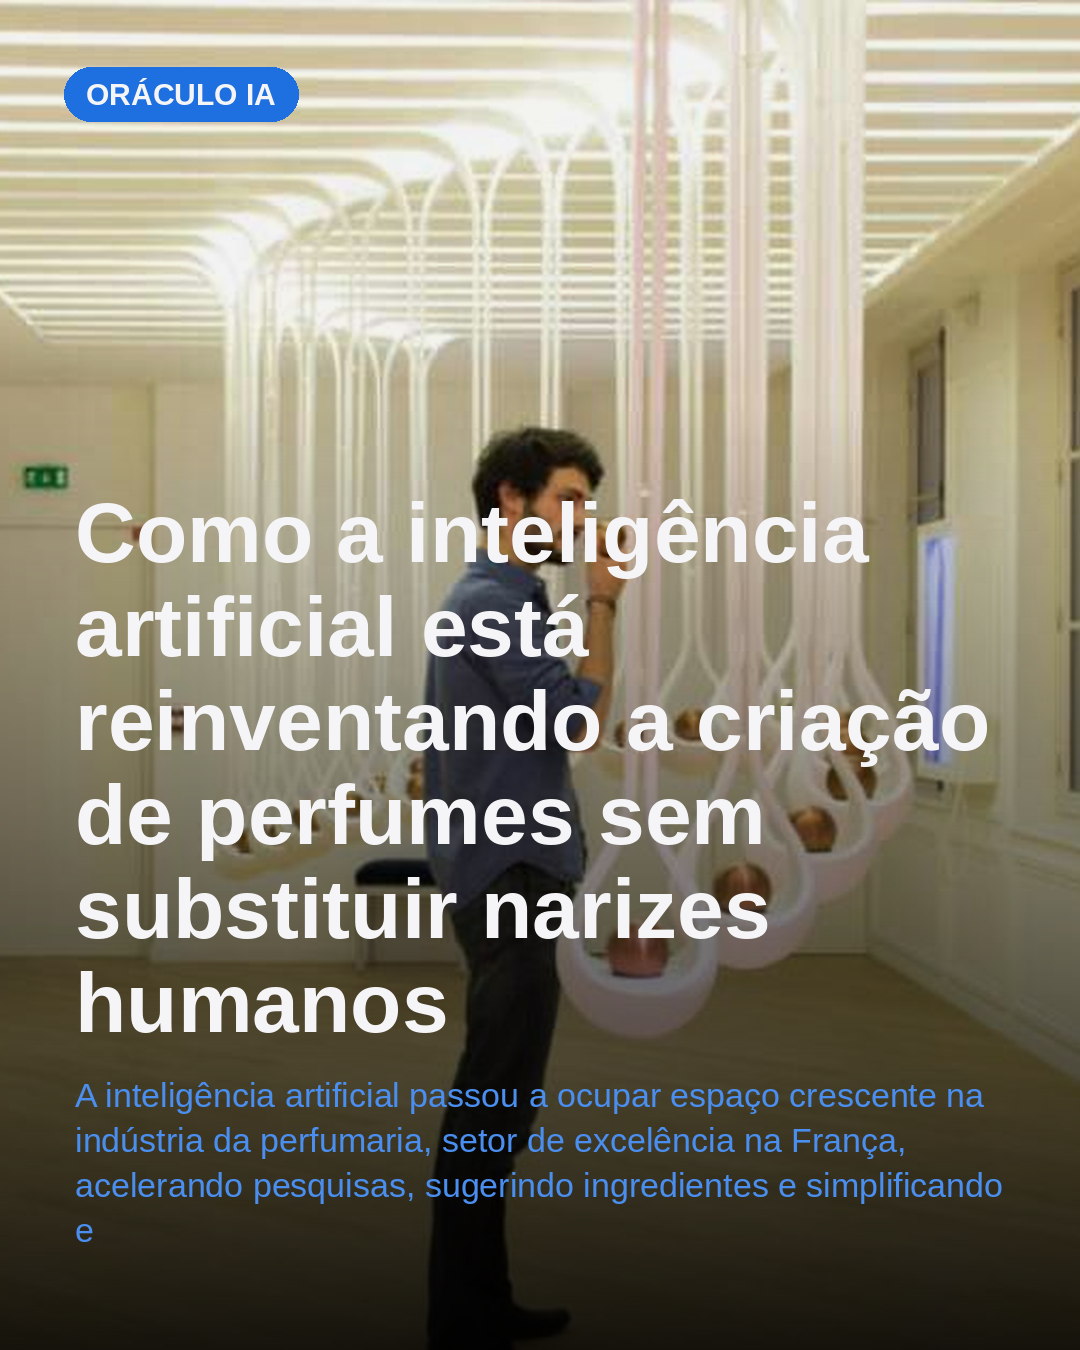 ORÁCULO IA
Como a inteligência
artificial está
reinventando a criação
de perfumes sem
substituir narizes
humanos
A inteligência artificial passou a ocupar espaço crescente na
indústria da perfumaria, setor de excelência na França,
acelerando pesquisas, sugerindo ingredientes e simplificando
e